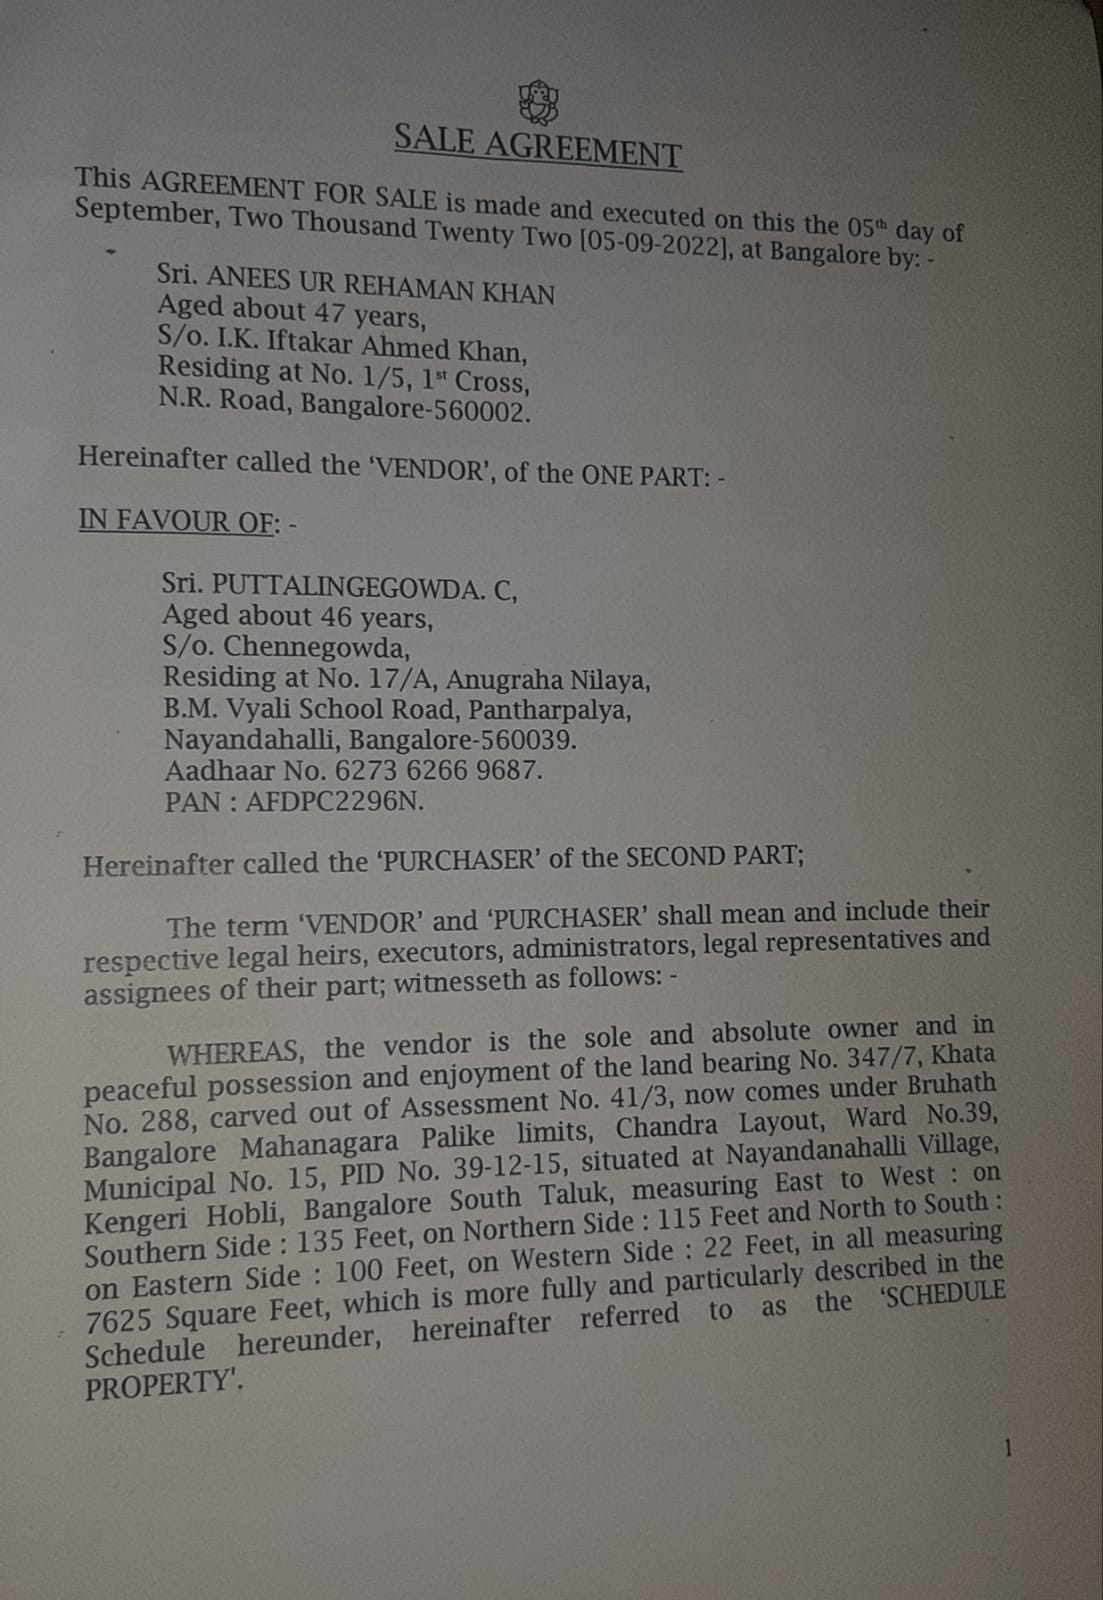 SALE AGREEMENT
This AGREEMENT FOR SALE is made and executed on this the 05th day of
September, Two Thousand Twenty Two [05-09-2022], at Bangalore by: -
Sri. ANEES UR REHAMAN KHAN
Aged about 47 years,
S/o. I.K. Iftakar Ahmed Khan,
Residing at No. 1/5, 1st Cross,
N.R. Road, Bangalore-560002.
Hereinafter called the ‘VENDOR’, of the ONE PART: -
IN FAVOUR OF: -
Sri. PUTTALINGEGOWDA. C,
Aged about 46 years,
S/o. Chennegowda,
Residing at No. 17/A, Anugraha Nilaya,
B.M. Vyali School Road, Pantharpalya,
Nayandahalli, Bangalore-560039.
Aadhaar No. 6273 6266 9687.
PAN : AFDPC2296N.
Hereinafter called the ‘PURCHASER’ of the SECOND PART;
The term ‘VENDOR’ and ‘PURCHASER’ shall mean and include their
respective legal heirs, executors, administrators, legal representatives and
assignees of their part; witnesseth as follows: -
WHEREAS, the vendor is the sole and absolute owner and in
peaceful possession and enjoyment of the land bearing No. 347/7, Khata
No. 288, carved out of Assessment No. 41/3, now comes under Bruhath
Bangalore Mahanagara Palike limits, Chandra Layout, Ward No.39,
Municipal No. 15, PID No. 39-12-15, situated at Nayandanahalli Village,
Kengeri Hobli, Bangalore South Taluk, measuring East to West : on
Southern Side : 135 Feet, on Northern Side : 115 Feet and North to South :
on Eastern Side : 100 Feet, on Western Side : 22 Feet, in all measuring
7625 Square Feet, which is more fully and particularly described in the
Schedule hereunder, hereinafter referred to as the ‘SCHEDULE
PROPERTY'.
1